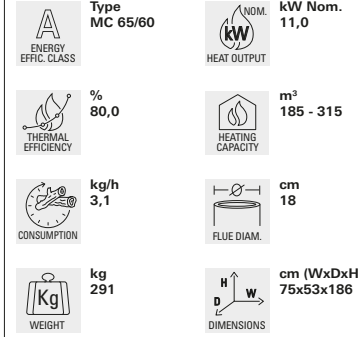 A
ENERGY
EFFIC. CLASS
Type
MC 65/60
NOM.
kW
HEAT OUTPUT
kW Nom.
11,0
THERMAL
EFFICIENCY
%
80,0
HEATING
CAPACITY
m³
185 - 315
CONSUMPTION
kg/h
3,1
FLUE DIAM.
cm
18
Kg
WEIGHT
kg
291
H
W
D
DIMENSIONS
cm (WxDxH
75x53x186